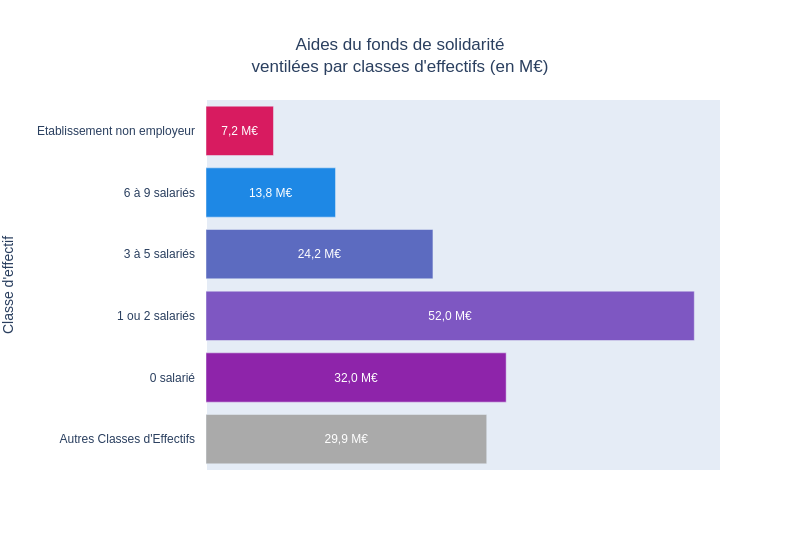 Aides du fonds de solidarité
ventilées par classes d'effectifs (en M€)
Classe d'effectif
Etablissement non employeur
7,2 M€
6 à 9 salariés
13,8 M€
3 à 5 salariés
24,2 M€
1 ou 2 salariés
52,0 M€
0 salarié
32,0 M€
Autres Classes d'Effectifs
29,9 M€